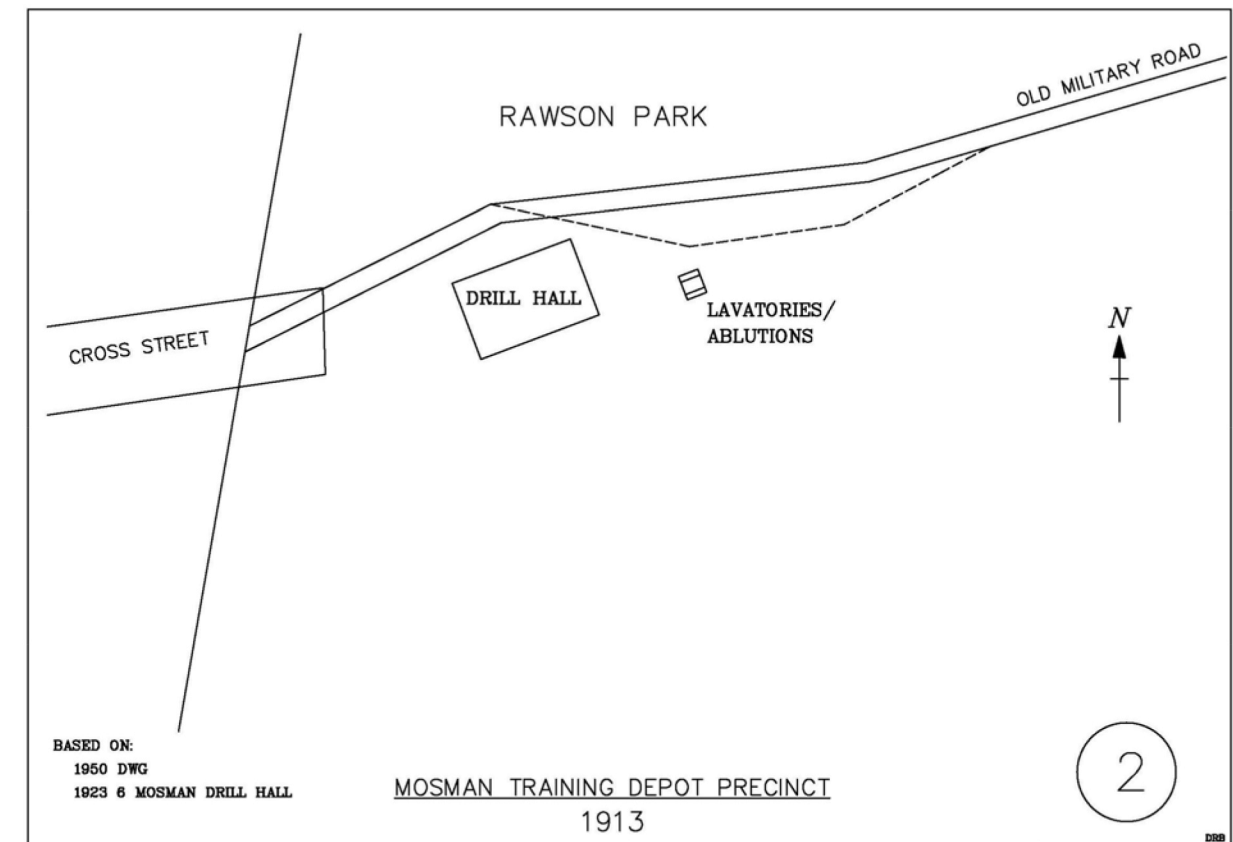 OLD MILITARY ROAD
RAWSON PARK
DRILL HALL
LAVATORIES/
ABLUTIONS
N
CROSS STREET
BASED ON:
1950 DWG
1923 6 MOSMAN DRILL HALL
MOSMAN TRAINING DEPOT PRECINCT
1913
2
DRB